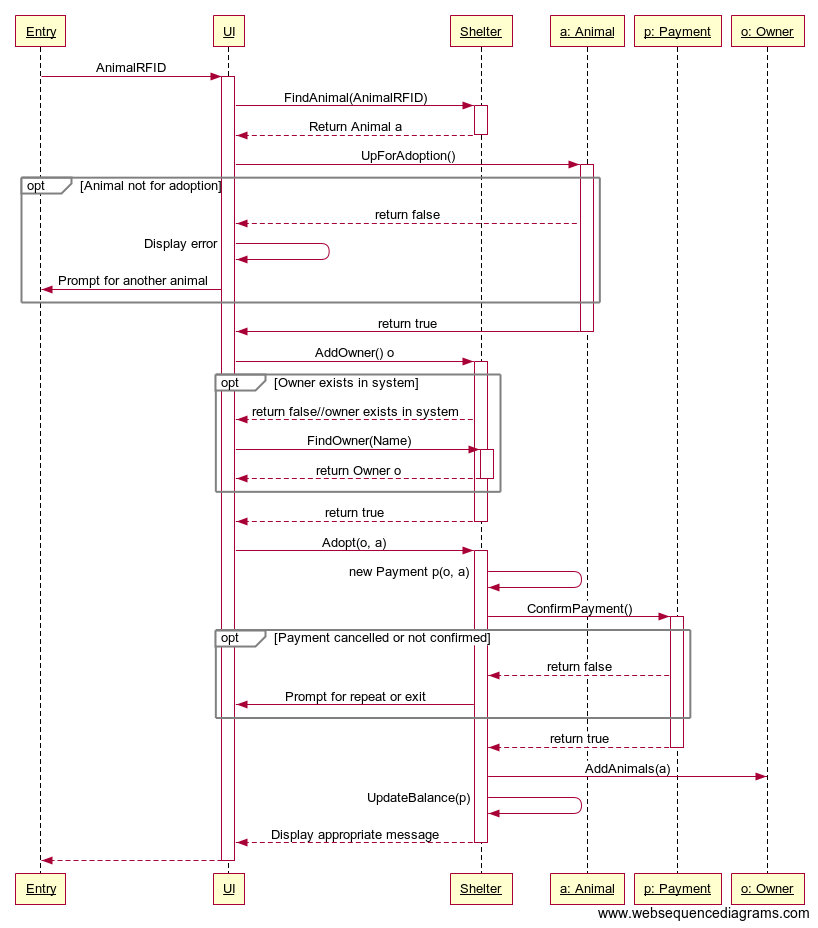 Entry UI Shelter a: Animal p: Payment o: Owner
AnimalRFID
FindAnimal(AnimalRFID)
Return Animal a
UpForAdoption()
opt [Animal not for adoption]
return false
Display error
Prompt for another animal
return true
AddOwner() o
opt [Owner exists in system]
return false//owner exists in system
FindOwner(Name)
return Owner o
return true
Adopt(o, a)
new Payment p(o, a)
ConfirmPayment()
opt [Payment cancelled or not confirmed]
return false
Prompt for repeat or exit
return true
AddAnimals(a)
UpdateBalance(p)
Display appropriate message
Entry UI Shelter a: Animal p: Payment o: Owner
www.websequencediagrams.com